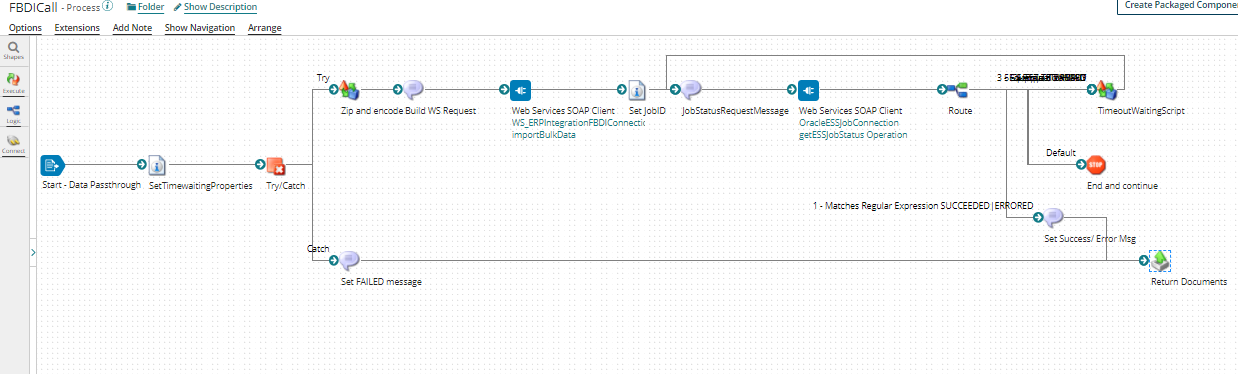 FBDICall - Process Folder Show Description
Create Packaged Compone
Options Extensions Add Note Show Navigation Arrange
Shapes
Execute
Logic
Connect
Start - Data Passthrough
SetTimewaitingProperties
Try/Catch
Try
Zip and encode
Build WS Request
Web Services SOAP Client
WS_ERPIntegrationFBDIConnectic
importBulkData
Set JobID
JobStatusRequestMessage
Web Services SOAP Client
OracleESSJobConnection
getESSJobStatus Operation
Route
TimeoutWaitingScript
Default
End and continue
1 - Matches Regular Expression SUCCEEDED|ERRORED
Set Success/ Error Msg
Catch
Set FAILED message
Return Documents